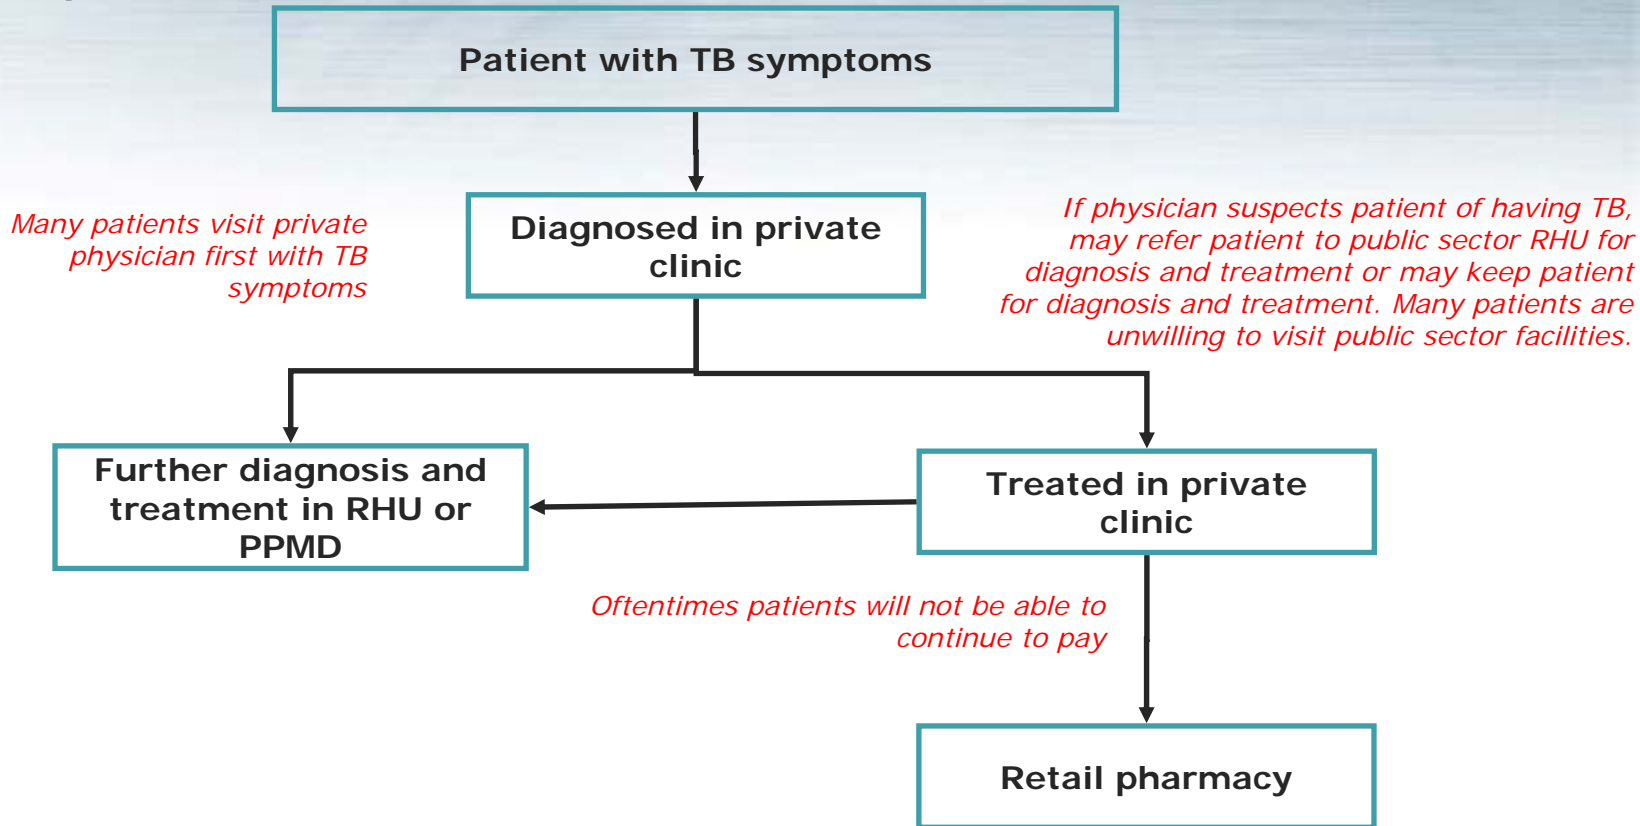 Patient with TB symptoms
Many patients visit private
physician first with TB
symptoms
Diagnosed in private
clinic
If physician suspects patient of having TB,
may refer patient to public sector RHU for
diagnosis and treatment or may keep patient
for diagnosis and treatment. Many patients are
unwilling to visit public sector facilities.
Further diagnosis and
treatment in RHU or
PPMD
Treated in private
clinic
Oftentimes patients will not be able to
continue to pay
Retail pharmacy